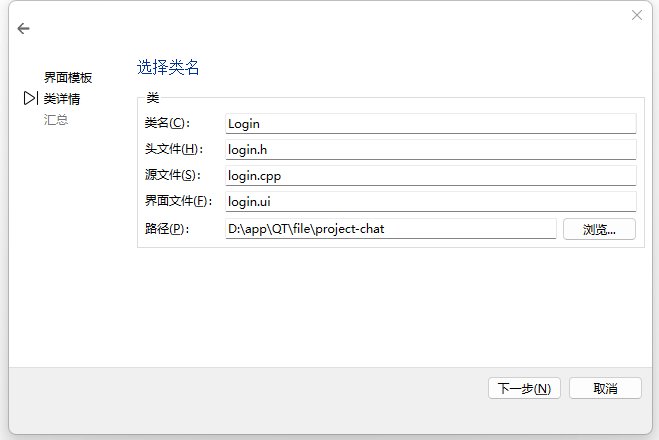 选择类名
界面模板
类详情
汇总
类
类名(C): Login
头文件(H): login.h
源文件(S): login.cpp
界面文件(F): login.ui
路径(P): D:\app\QT\file\project-chat 浏览...
下一步(N) 取消